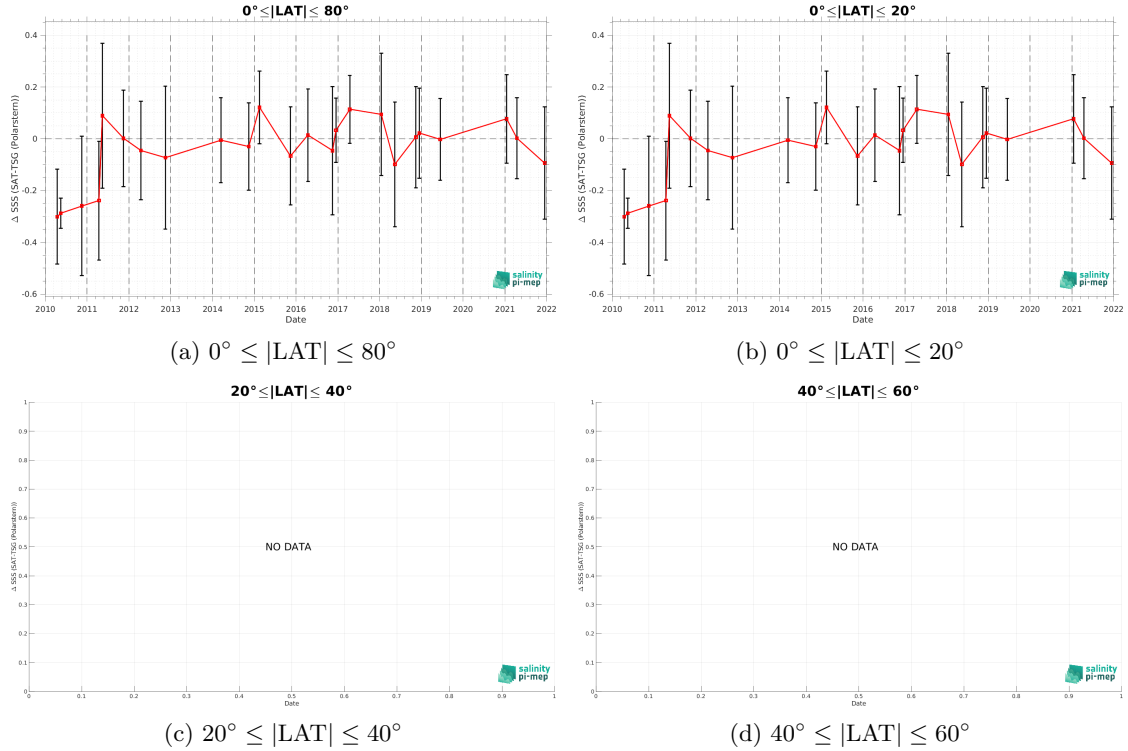 0°≤|LAT|≤ 80°
Δ SSS (SAT-TSG (Polarstern))
0.4
0.2
0
-0.2
-0.4
-0.6
2010 2011 2012 2013 2014 2015 2016 2017 2018 2019 2020 2021 2022
Date
salinity
pi-mep
(a) 0° ≤ |LAT| ≤ 80°
0°≤|LAT|≤ 20°
Δ SSS (SAT-TSG (Polarstern))
0.4
0.2
0
-0.2
-0.4
-0.6
2010 2011 2012 2013 2014 2015 2016 2017 2018 2019 2020 2021 2022
Date
salinity
pi-mep
(b) 0° ≤ |LAT| ≤ 20°
20°≤|LAT|≤ 40°
Δ SSS (SAT-TSG (Polarstern))
1
0.9
0.8
0.7
0.6
0.5
0.4
0.3
0.2
0.1
0
NO DATA
0 0.1 0.2 0.3 0.4 0.5 0.6 0.7 0.8 0.9 1
Date
salinity
pi-mep
(c) 20° ≤ |LAT| ≤ 40°
40°≤|LAT|≤ 60°
Δ SSS (SAT-TSG (Polarstern))
1
0.9
0.8
0.7
0.6
0.5
0.4
0.3
0.2
0.1
0
NO DATA
0 0.1 0.2 0.3 0.4 0.5 0.6 0.7 0.8 0.9 1
Date
salinity
pi-mep
(d) 40° ≤ |LAT| ≤ 60°